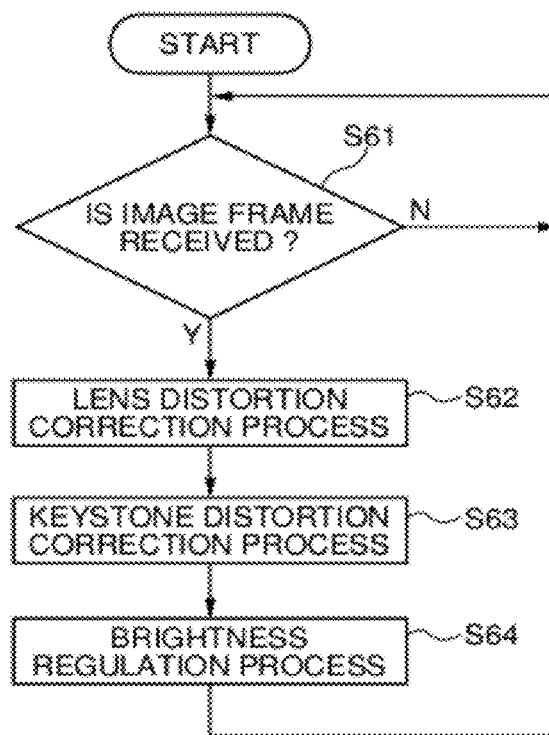 START
S61
IS IMAGE FRAME
RECEIVED ?
N
Y
LENS DISTORTION
CORRECTION PROCESS
S62
KEYSTONE DISTORTION
CORRECTION PROCESS
S63
BRIGHTNESS
REGULATION PROCESS
S64